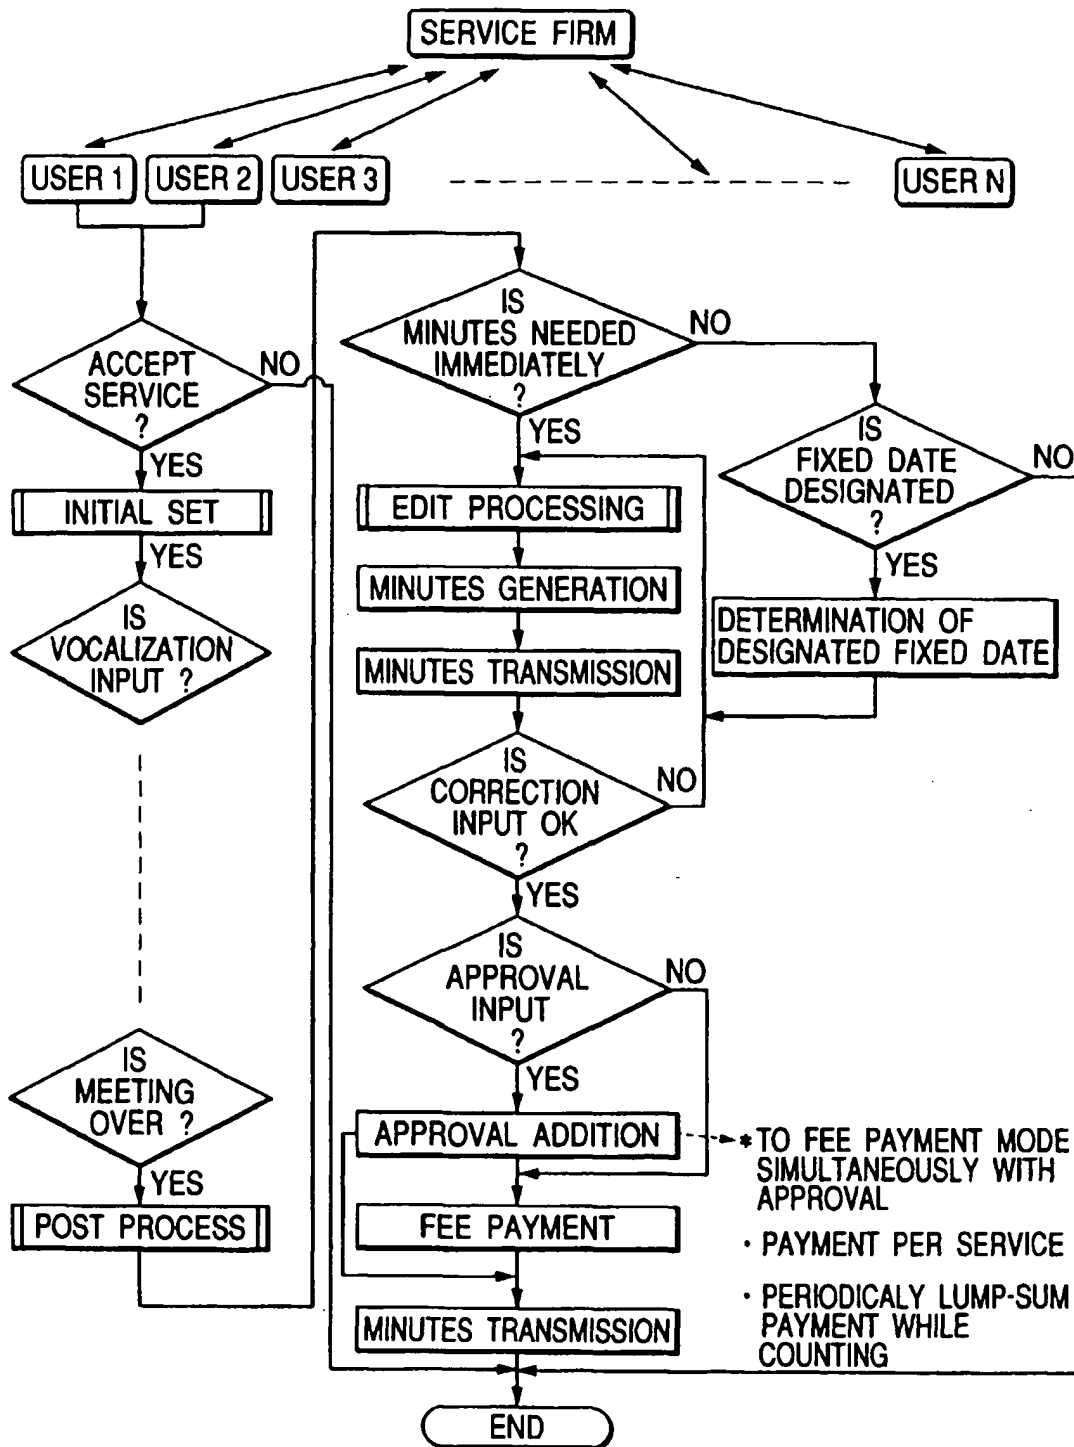 SERVICE FIRM
USER 1
USER 2
USER 3
USER N
ACCEPT
SERVICE
?
NO
YES
INITIAL SET
YES
IS
VOCALIZATION
INPUT ?
IS
MEETING
OVER ?
YES
POST PROCESS
IS
MINUTES NEEDED
IMMEDIATELY
?
NO
YES
EDIT PROCESSING
MINUTES GENERATION
MINUTES TRANSMISSION
IS
CORRECTION
INPUT OK
?
NO
YES
IS
APPROVAL
INPUT
?
NO
YES
APPROVAL ADDITION
FEE PAYMENT
MINUTES TRANSMISSION
END
IS
FIXED DATE
DESIGNATED
?
NO
YES
DETERMINATION OF
DESIGNATED FIXED DATE
* TO FEE PAYMENT MODE
SIMULTANEOUSLY WITH
APPROVAL
· PAYMENT PER SERVICE
· PERIODICALY LUMP-SUM
PAYMENT WHILE
COUNTING